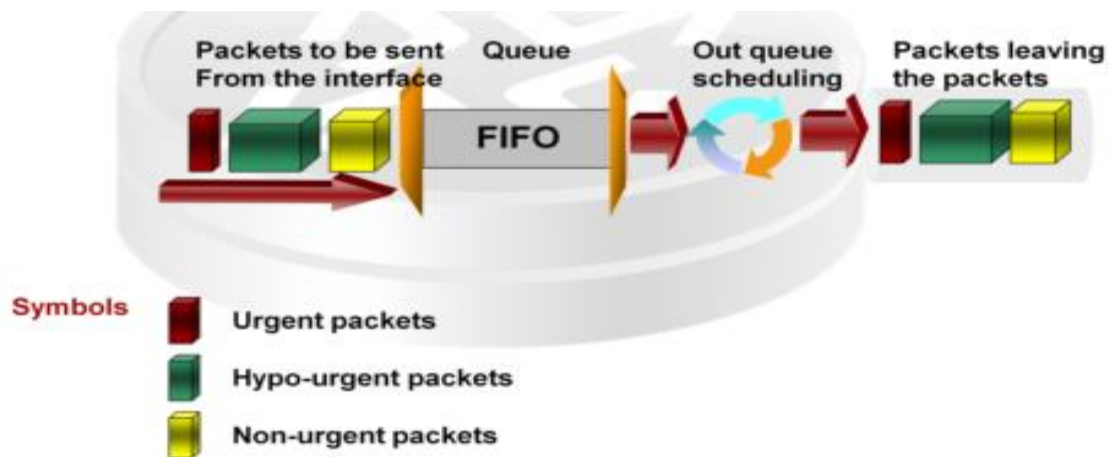 Packets to be sent
From the interface
Queue
Out queue
scheduling
Packets leaving
the packets
FIFO
Symbols
Urgent packets
Hypo-urgent packets
Non-urgent packets